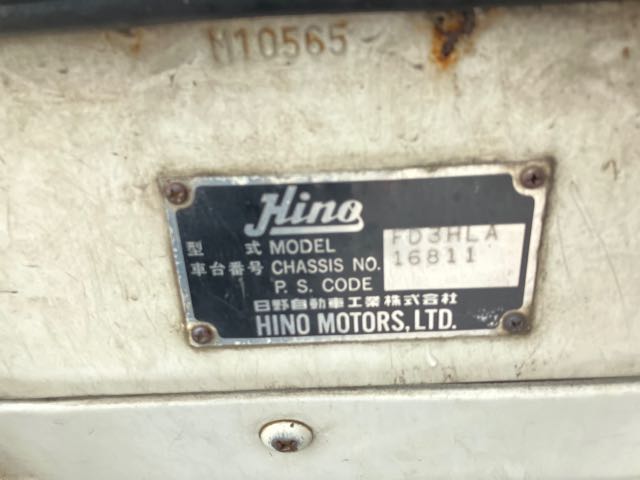 M10565
Hino
型 式 MODEL FD3HLA
車台番号 CHASSIS NO. 16811
P. S. CODE
日野自動車工業株式会社
HINO MOTORS, LTD.